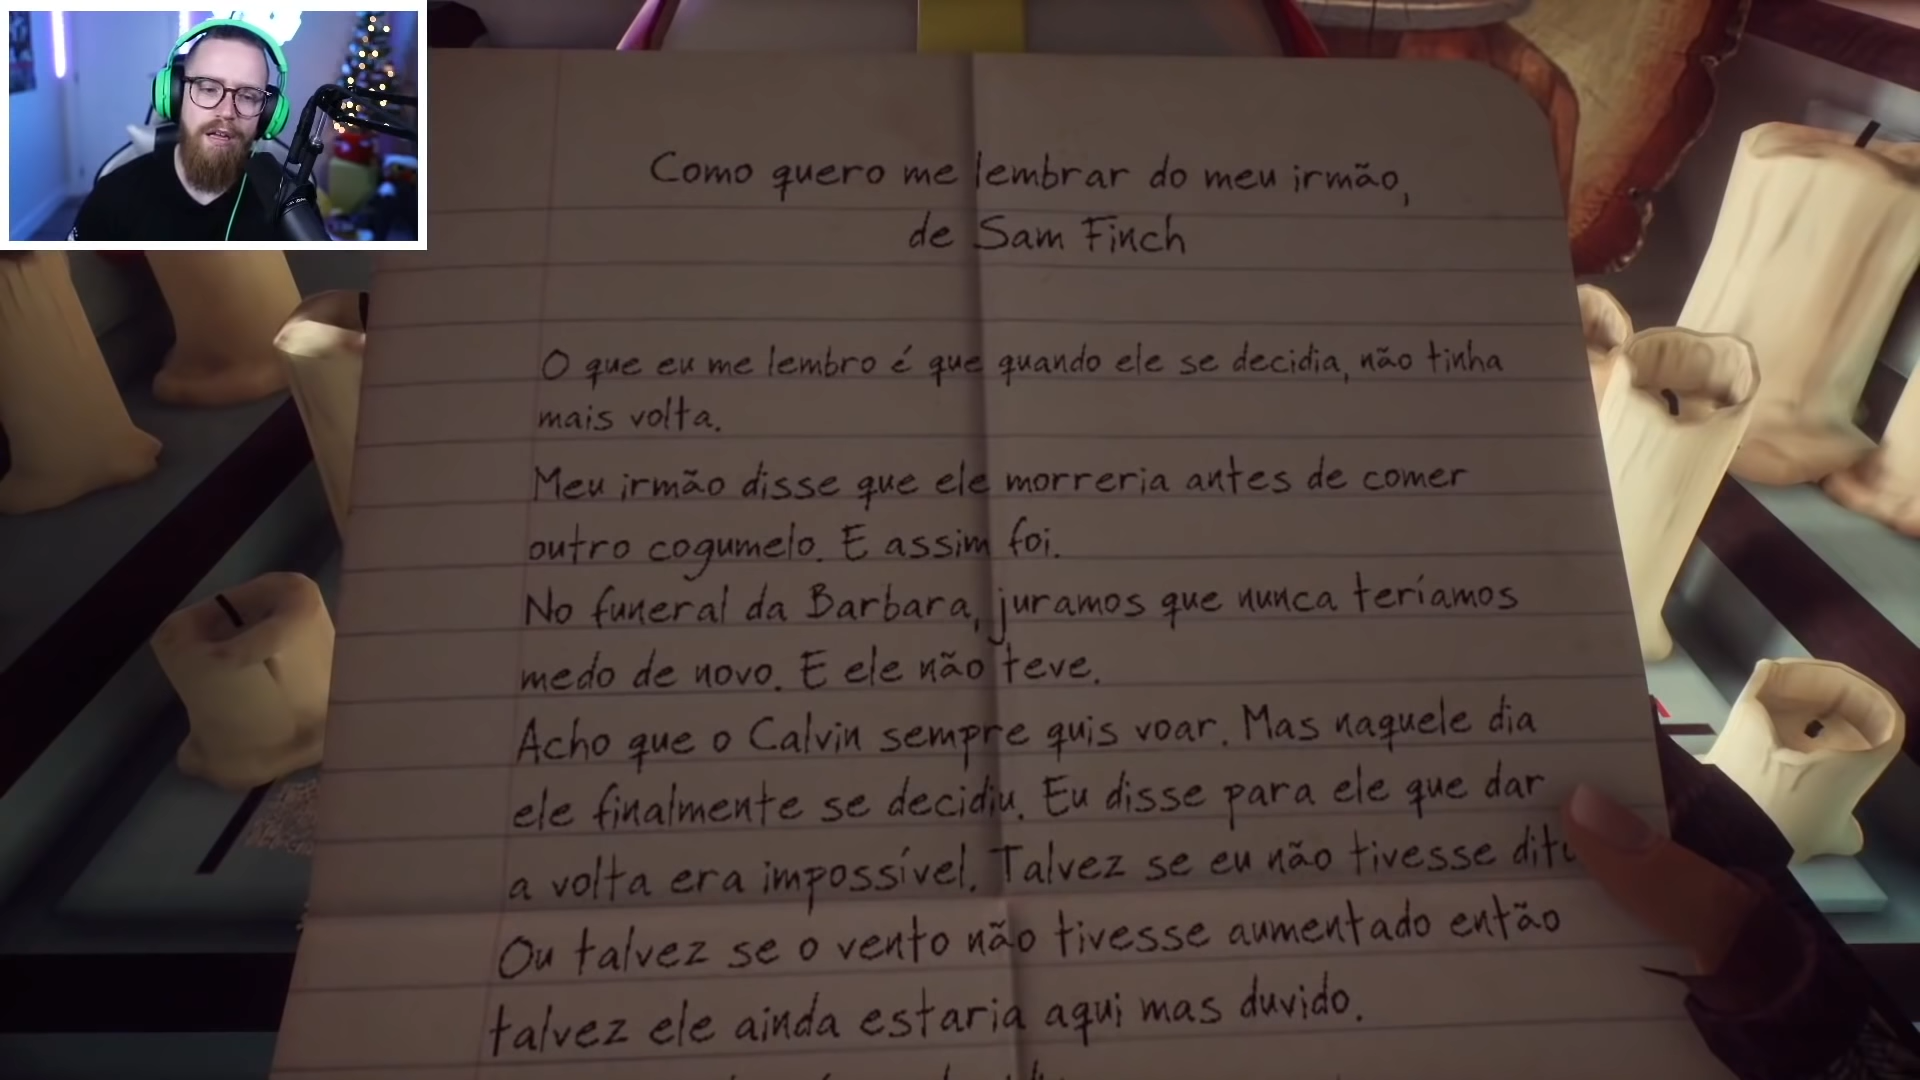 Como quero me lembrar do meu irmão,
de Sam Finch
O que eu me lembro é que quando ele se decidia, não tinha
mais volta.
Meu irmão disse que ele morreria antes de comer
outro cogumelo. E assim foi.
No funeral da Barbara, juramos que nunca teríamos
medo de novo. E ele não teve.
Acho que o Calvin sempre quis voar. Mas naquele dia
ele finalmente se decidiu. Eu disse para ele que dar
a volta era impossível. Talvez se eu não tivesse dito
Ou talvez se o vento não tivesse aumentado então
talvez ele ainda estaria aqui mas duvido.